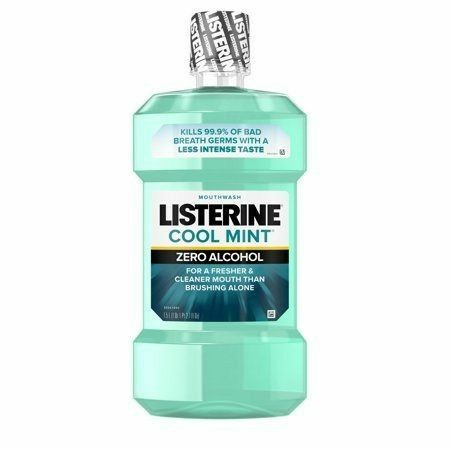 LISTERINE
KILLS 99.9% OF BAD
BREATH GERMS WITH A
LESS INTENSE TASTE
MOUTHWASH
LISTERINE
COOL MINT
ZERO ALCOHOL
FOR A FRESHER &
CLEANER MOUTH THAN
BRUSHING ALONE